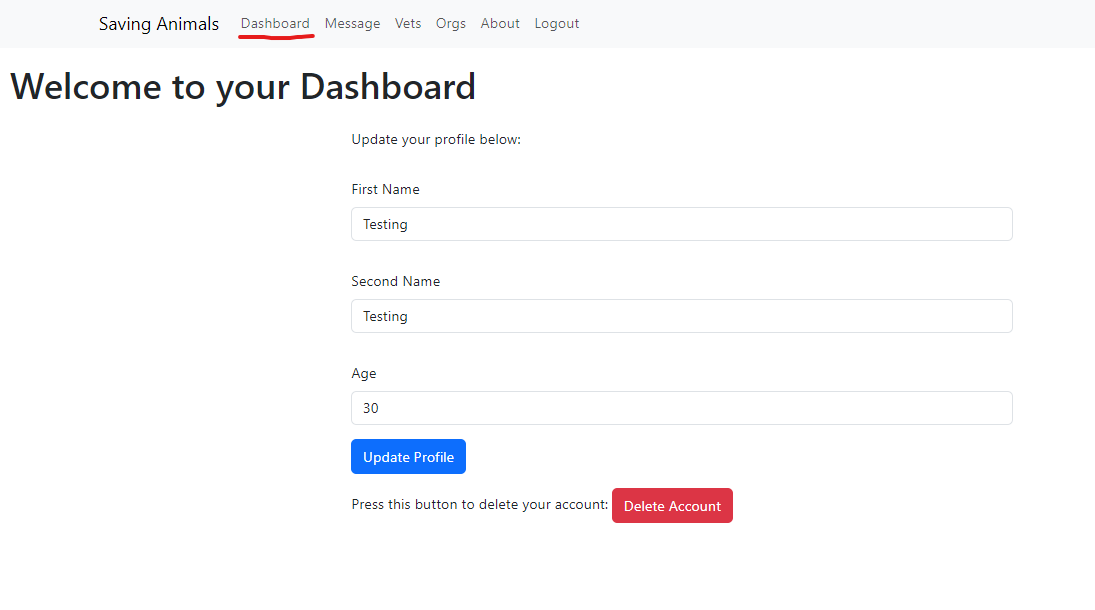 Saving Animals Dashboard Message Vets Orgs About Logout
Welcome to your Dashboard
Update your profile below:
First Name
Testing
Second Name
Testing
Age
30
Update Profile
Press this button to delete your account: Delete Account